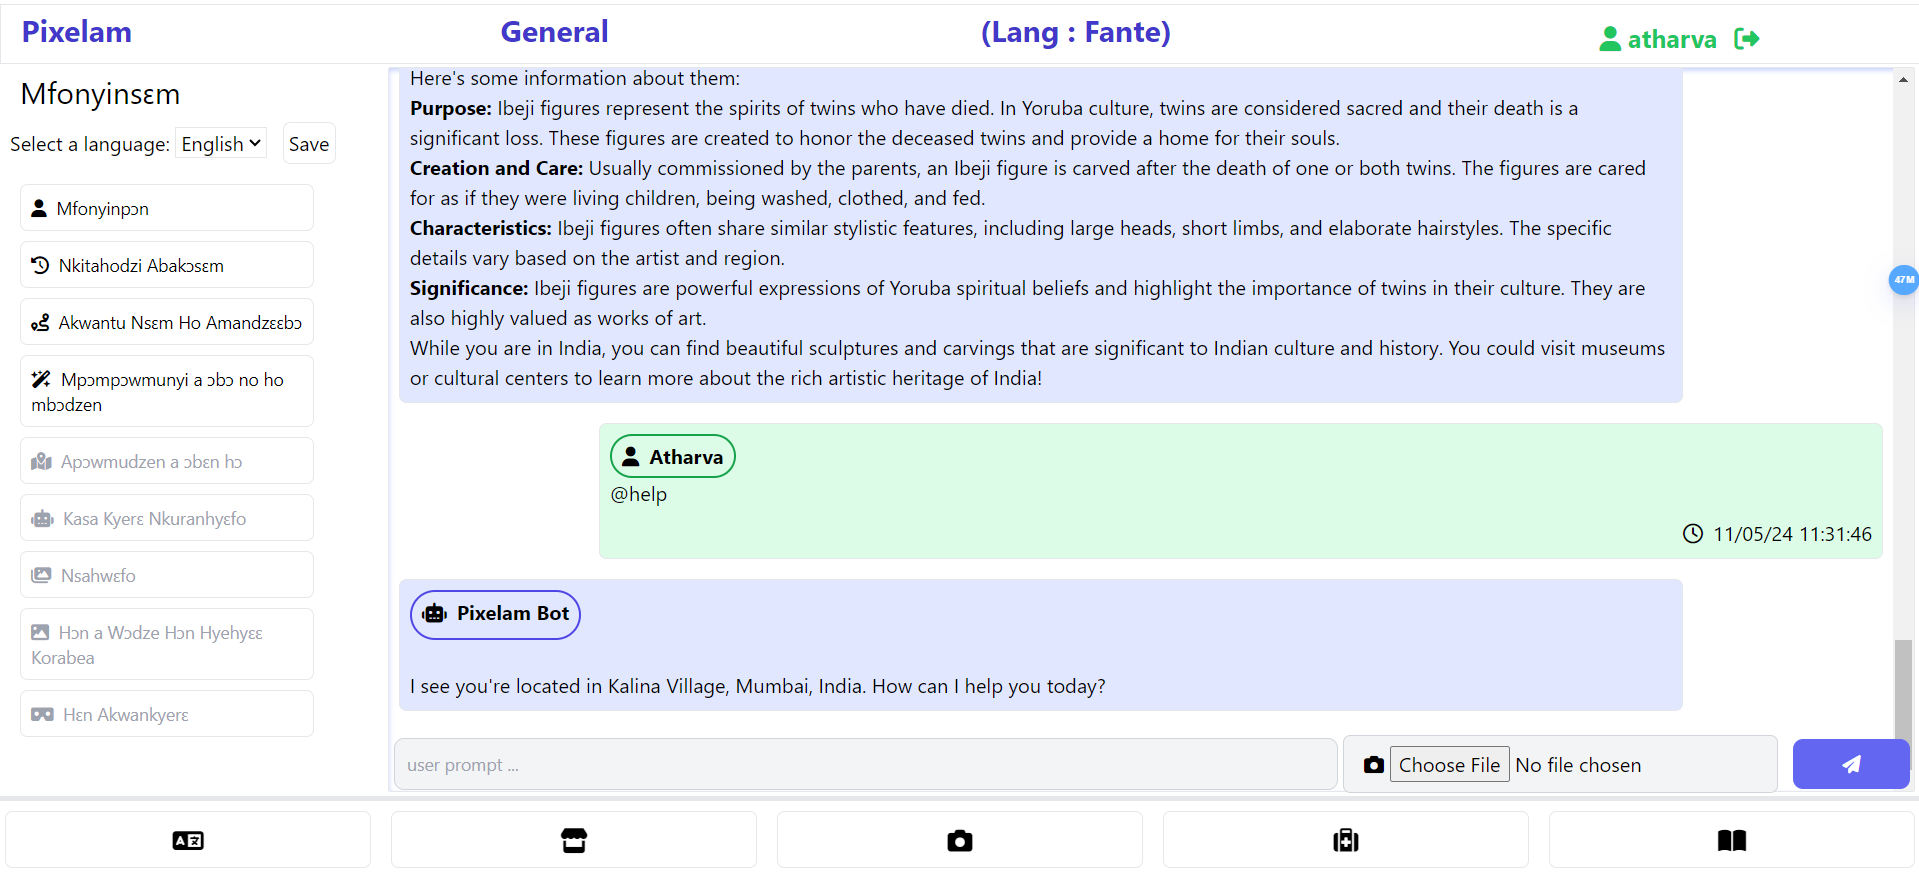 Pixelam
General
(Lang : Fante)
atharva
Mfonyinsɛm
Select a language: English Save
Mfonyinpɔn
Nkitahodzi Abakɔsɛm
Akwantu Nsɛm Ho Amandzɛɛbɔ
Mpɔmpɔwmunyi a ɔbɔ no ho
mbɔdzen
Apɔwmudzen a ɔbɛn hɔ
Kasa Kyerɛ Nkuranhyɛfo
Nsahwɛfo
Hɔn a Wɔdze Hɔn Hyehyɛɛ
Korabea
Hɛn Akwankyerɛ
Here's some information about them:
Purpose: Ibeji figures represent the spirits of twins who have died. In Yoruba culture, twins are considered sacred and their death is a
significant loss. These figures are created to honor the deceased twins and provide a home for their souls.
Creation and Care: Usually commissioned by the parents, an Ibeji figure is carved after the death of one or both twins. The figures are cared
for as if they were living children, being washed, clothed, and fed.
Characteristics: Ibeji figures often share similar stylistic features, including large heads, short limbs, and elaborate hairstyles. The specific
details vary based on the artist and region.
Significance: Ibeji figures are powerful expressions of Yoruba spiritual beliefs and highlight the importance of twins in their culture. They are
also highly valued as works of art.
While you are in India, you can find beautiful sculptures and carvings that are significant to Indian culture and history. You could visit museums
or cultural centers to learn more about the rich artistic heritage of India!
Atharva
@help
11/05/24 11:31:46
Pixelam Bot
I see you're located in Kalina Village, Mumbai, India. How can I help you today?
user prompt ...
Choose File No file chosen
47M